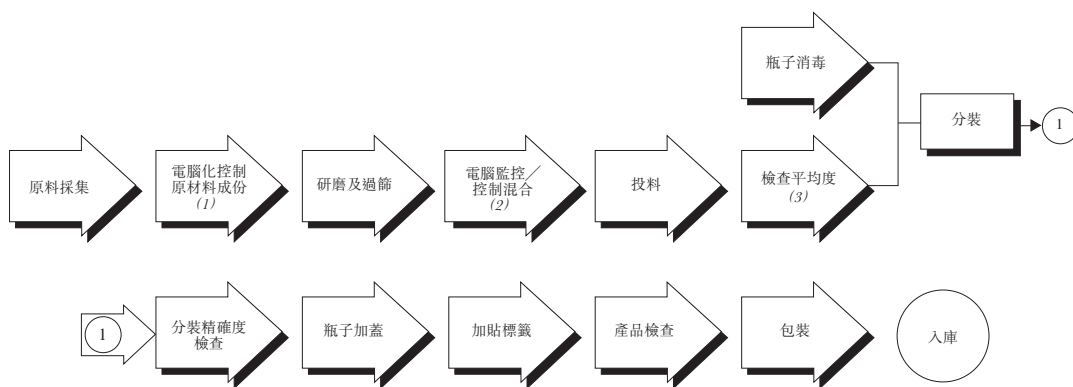 瓶子消毒
分裝
1
原料採集
電腦化控制
原材料成份
(1)
研磨及過篩
電腦監控／
控制混合
(2)
投料
檢查平均度
(3)
1
分裝精確度
檢查
瓶子加蓋
加貼標籤
產品檢查
包裝
入庫